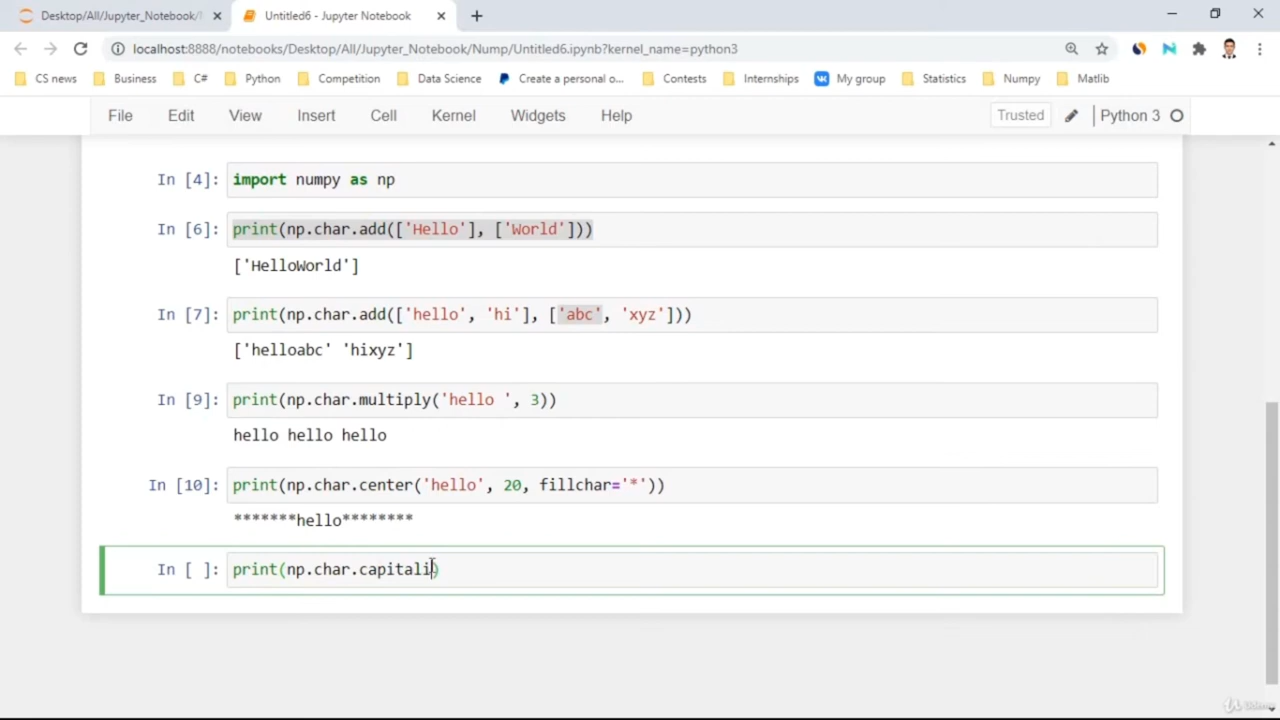 Desktop/All/Jupyter_Notebook/
Untitled6 - Jupyter Notebook
localhost:8888/notebooks/Desktop/All/Jupyter_Notebook/Nump/Untitled6.ipynb?kernel_name=python3
CS news Business C# Python Competition Data Science Create a personal o... Contests Internships My group Statistics Numpy Matlib
File Edit View Insert Cell Kernel Widgets Help Trusted Python 3
In [4]: import numpy as np
In [6]: print(np.char.add(['Hello'], ['World']))
['HelloWorld']
In [7]: print(np.char.add(['hello', 'hi'], ['abc', 'xyz']))
['helloabc' 'hixyz']
In [9]: print(np.char.multiply('hello ', 3))
hello hello hello
In [10]: print(np.char.center('hello', 20, fillchar='*'))
*******hello********
In [ ]: print(np.char.capitali)